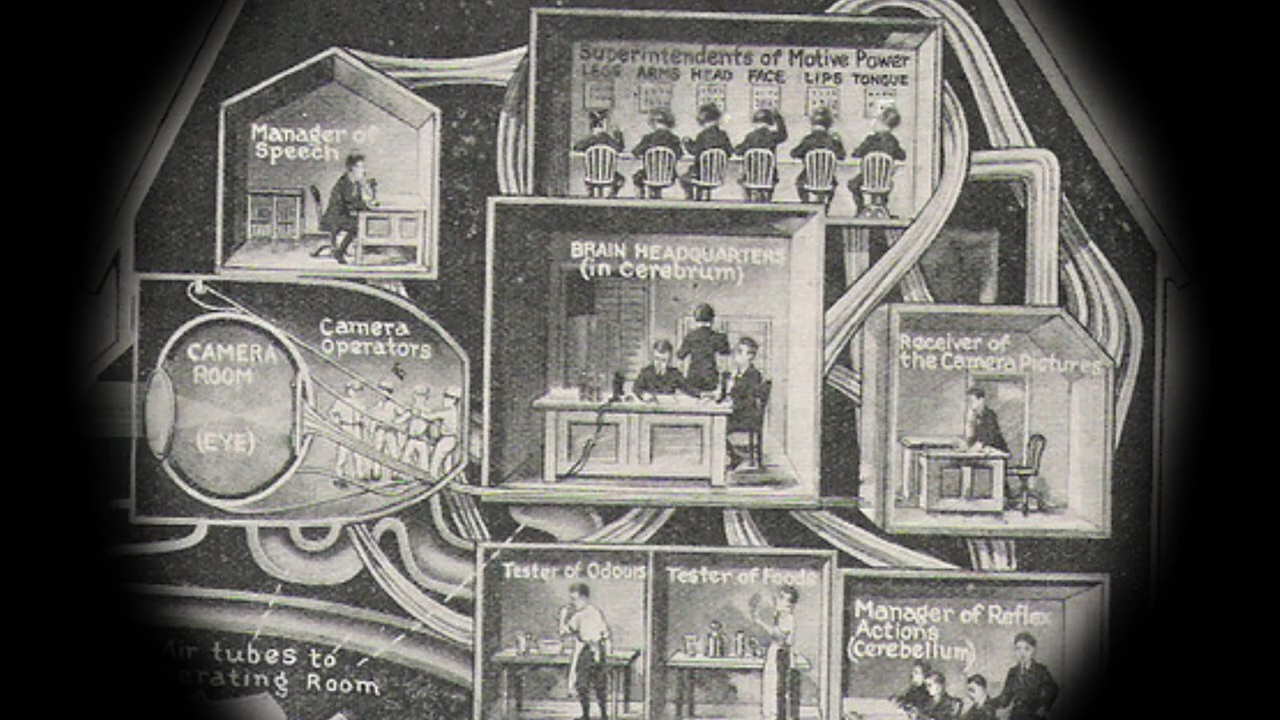 Superintendents of Motive Power
LEGS ARMS HEAD FACE LIPS TONGUE
Manager of
Speech
BRAIN HEADQUARTERS
(in Cerebrum)
Camera
Operators
CAMERA
ROOM
(EYE)
Receiver of
the Camera Pictures
Tester of Odours
Tester of Foods
Manager of Reflex
Actions
(Cerebellum)
Air tubes to
Room